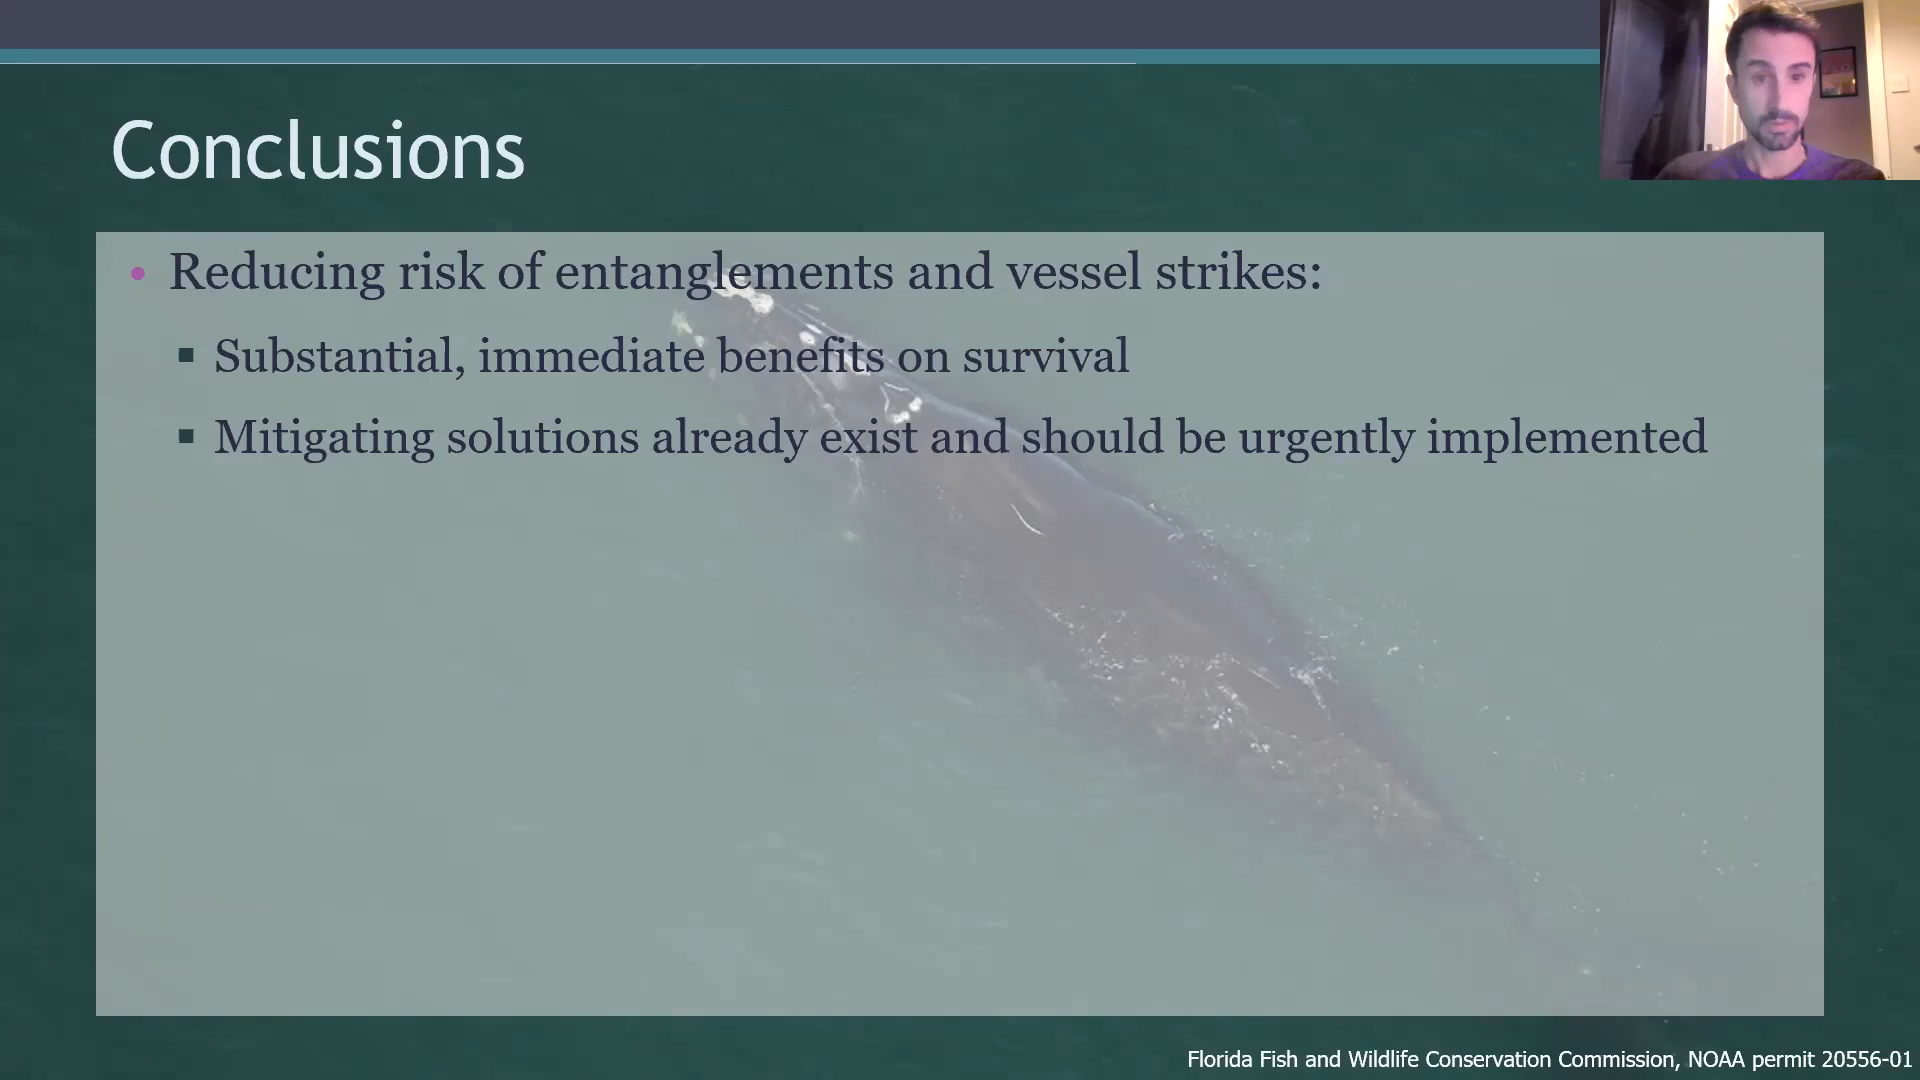 Conclusions
• Reducing risk of entanglements and vessel strikes:
▪ Substantial, immediate benefits on survival
▪ Mitigating solutions already exist and should be urgently implemented
Florida Fish and Wildlife Conservation Commission, NOAA permit 20556-01